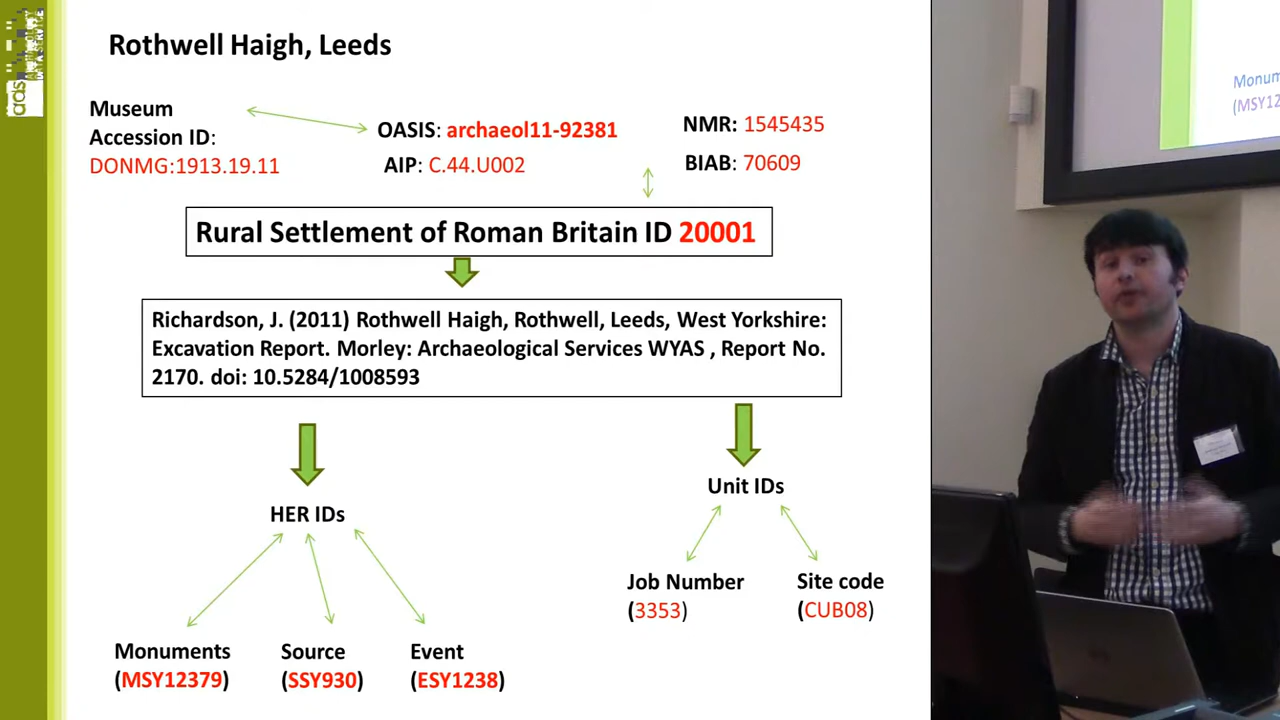 Rothwell Haigh, Leeds
ads
Museum
Accession ID:
DONMG:1913.19.11
OASIS: archaeol11-92381
AIP: C.44.U002
NMR: 1545435
BIAB: 70609
Rural Settlement of Roman Britain ID 20001
Richardson, J. (2011) Rothwell Haigh, Rothwell, Leeds, West Yorkshire:
Excavation Report. Morley: Archaeological Services WYAS , Report No.
2170. doi: 10.5284/1008593
HER IDs
Unit IDs
Job Number
(3353)
Site code
(CUB08)
Monuments
(MSY12379)
Source
(SSY930)
Event
(ESY1238)
Monum
(MSY12